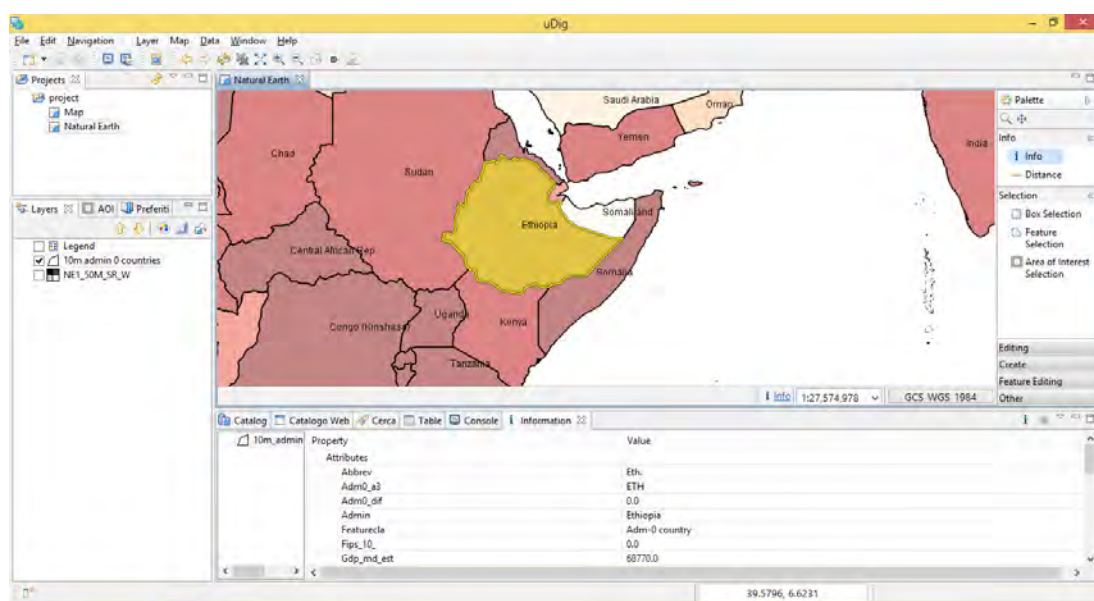 uDig
File Edit Navigation Layer Map Data Window Help
Projects
project
Map
Natural Earth
Layers AOI Preferiti
Legend
10m admin 0 countries
NE1_50M_SR_W
Natural Earth
Saudi Arabia
Oman
Yemen
India
Chad
Sudan
Ethiopia
Somaliland
Central African Rep.
Somalia
Uganda
Kenya
Congo (Kinshasa)
Tanzania
Info 1:27,574,978 GCS WGS 1984
Palette
Info
Info
Distance
Selection
Box Selection
Feature
Selection
Area of Interest
Selection
Editing
Create
Feature Editing
Other
Catalog Catalogo Web Cerca Table Console Information
10m_admin
Property Value
Attributes
Abbrev Eth.
Adm0_a3 ETH
Adm0_dif 0.0
Admin Ethiopia
Featurecla Adm-0 country
Fips_10_ 0.0
Gdp_md_est 68770.0
39.5796, 6.6231